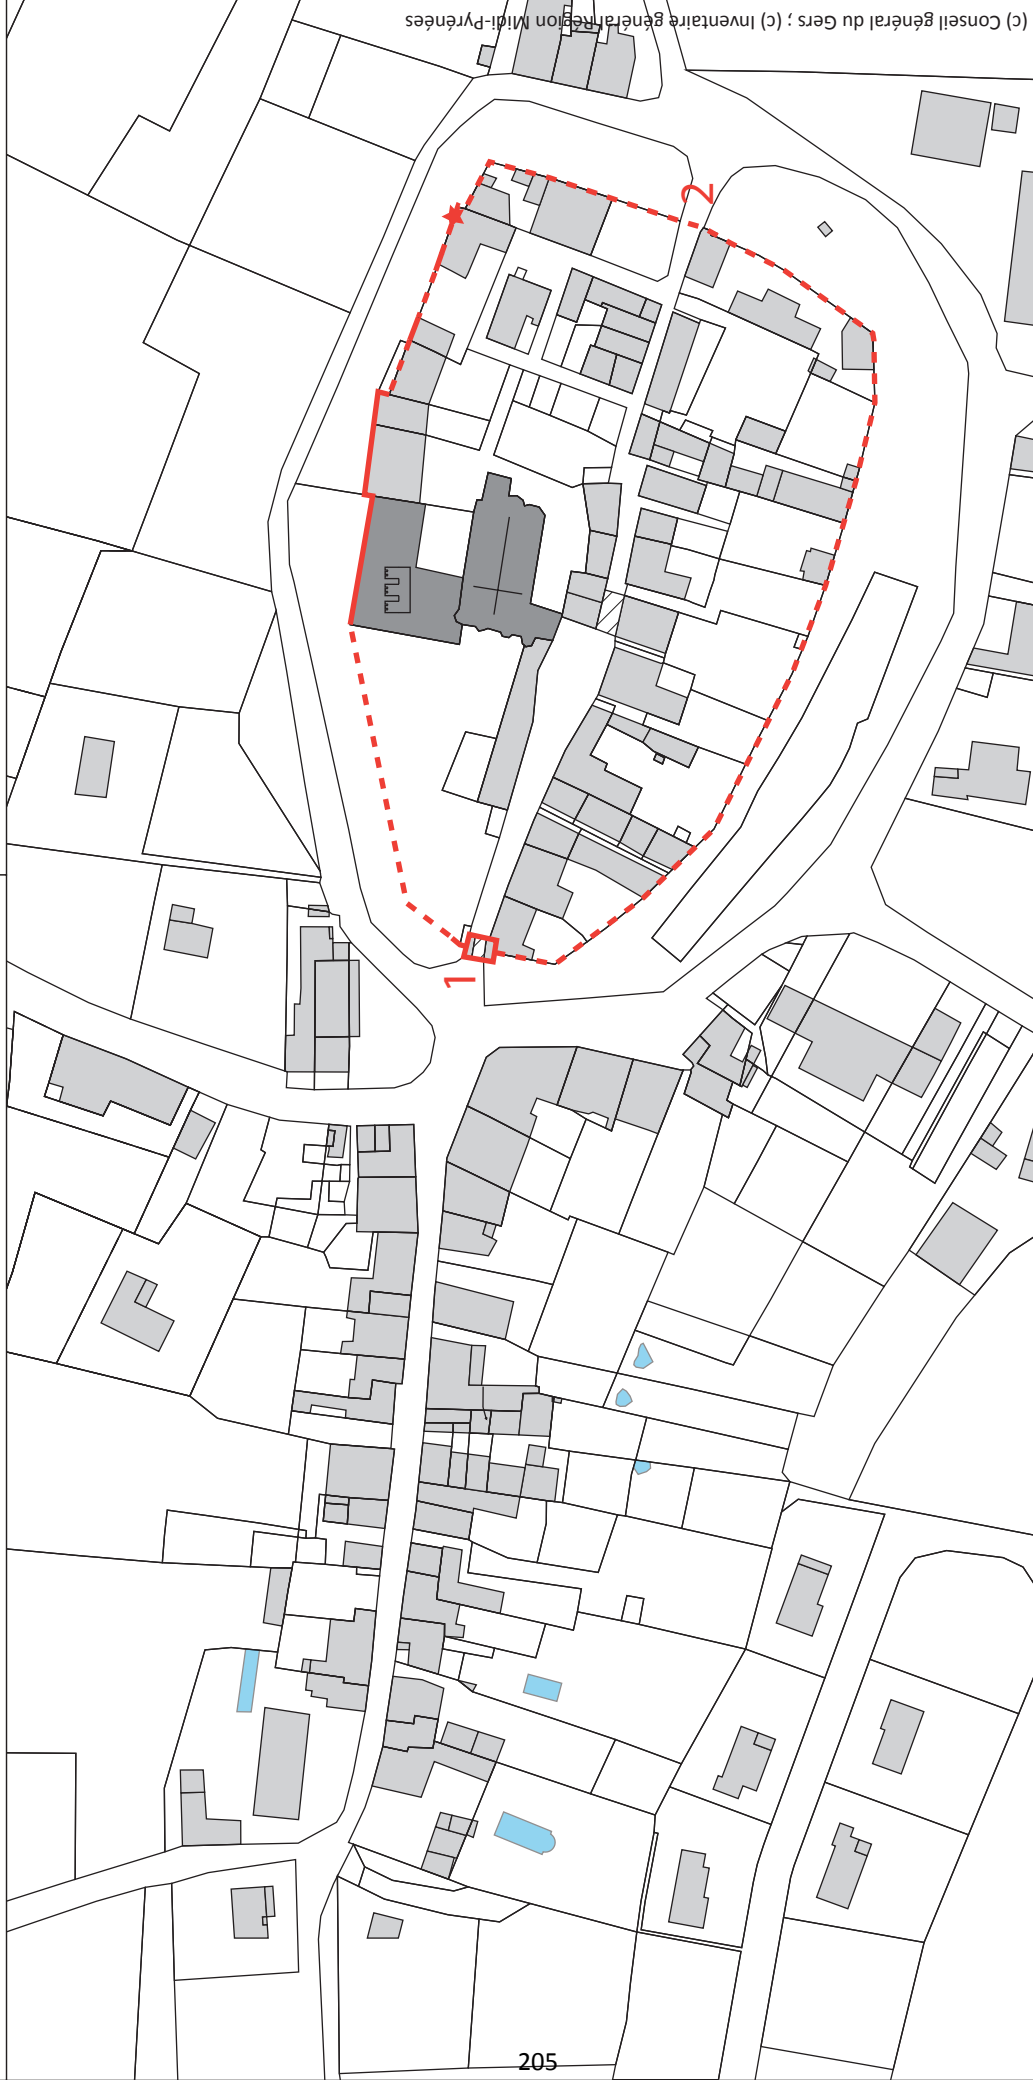 (c) Conseil général du Gers ; (c) Inventaire général Région Midi-Pyrénées
2
1
205